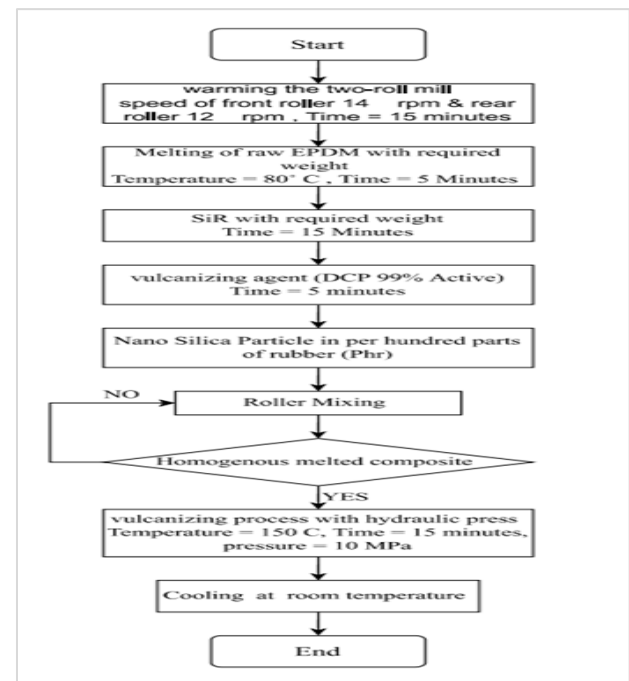 Start
warming the two-roll mill
speed of front roller 14 rpm & rear
roller 12 rpm , Time = 15 minutes
Melting of raw EPDM with required
weight
Temperature = 80° C , Time = 5 Minutes
SiR with required weight
Time = 15 Minutes
vulcanizing agent (DCP 99% Active)
Time = 5 minutes
Nano Silica Particle in per hundred parts
of rubber (Phr)
NO
Roller Mixing
Homogenous melted composite
YES
vulcanizing process with hydraulic press
Temperature = 150 C, Time = 15 minutes,
pressure = 10 MPa
Cooling at room temperature
End